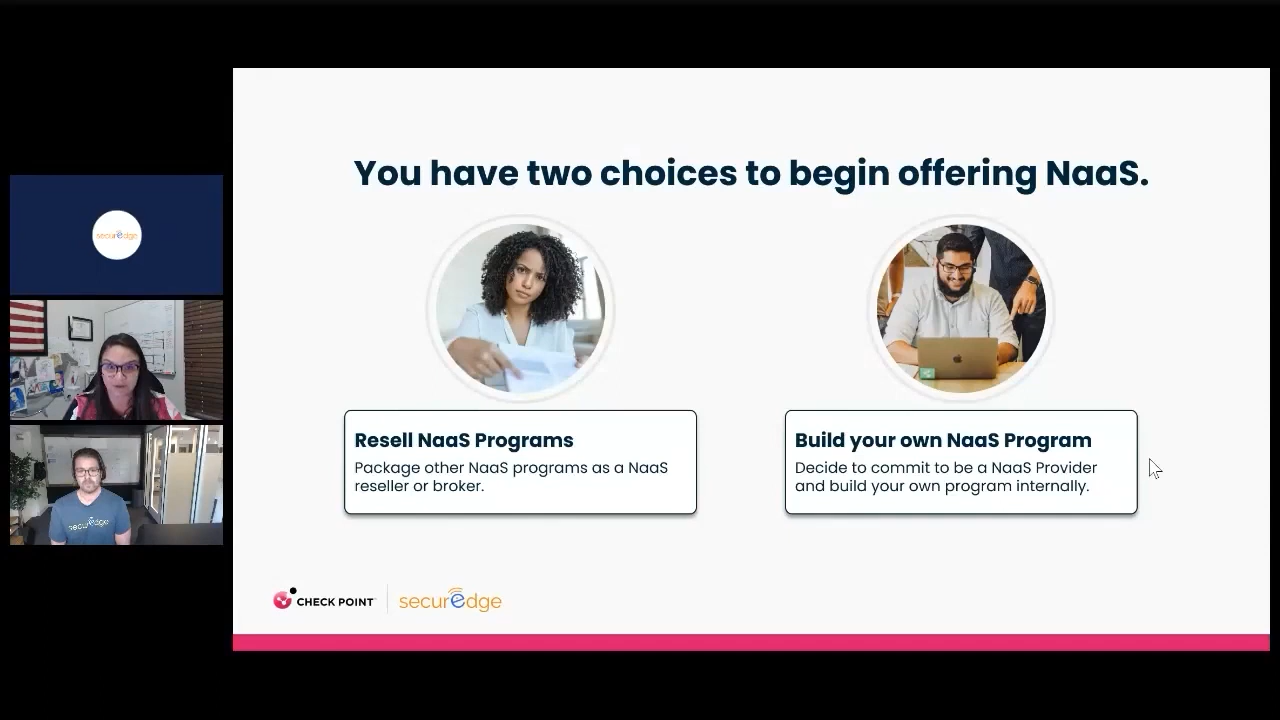 You have two choices to begin offering NaaS.
Resell NaaS Programs
Package other NaaS programs as a NaaS
reseller or broker.
Build your own NaaS Program
Decide to commit to be a NaaS Provider
and build your own program internally.
CHECK POINT
securedge
securedge
securedge